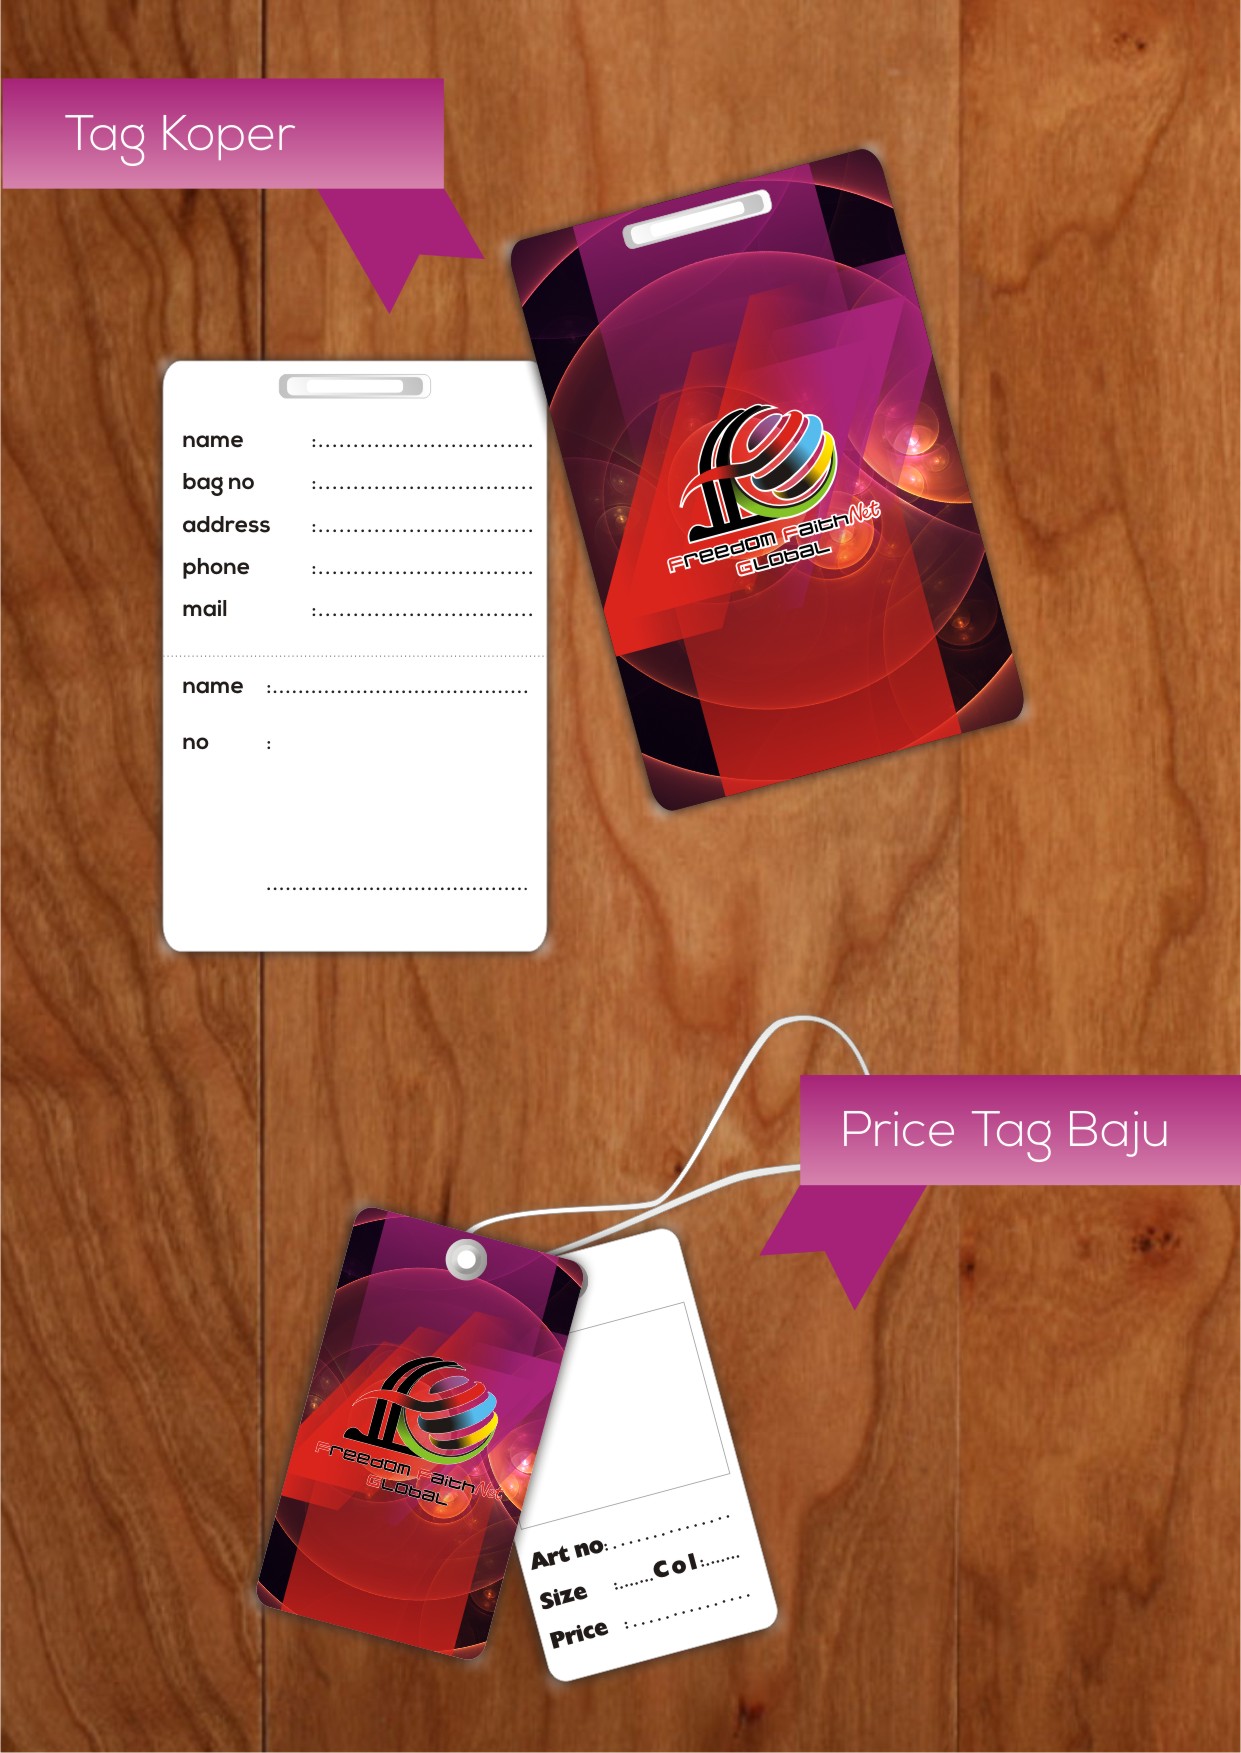 Tag Koper
name :..............................
bag no :..............................
address :..............................
phone :..............................
mail :..............................
name :.......................................
no :
.......................................
Freedom FaithNet
GLobaL
Price Tag Baju
Freedom FaithNet
GLobaL
Art no:..............
Size :.......Col:.......
Price :..............